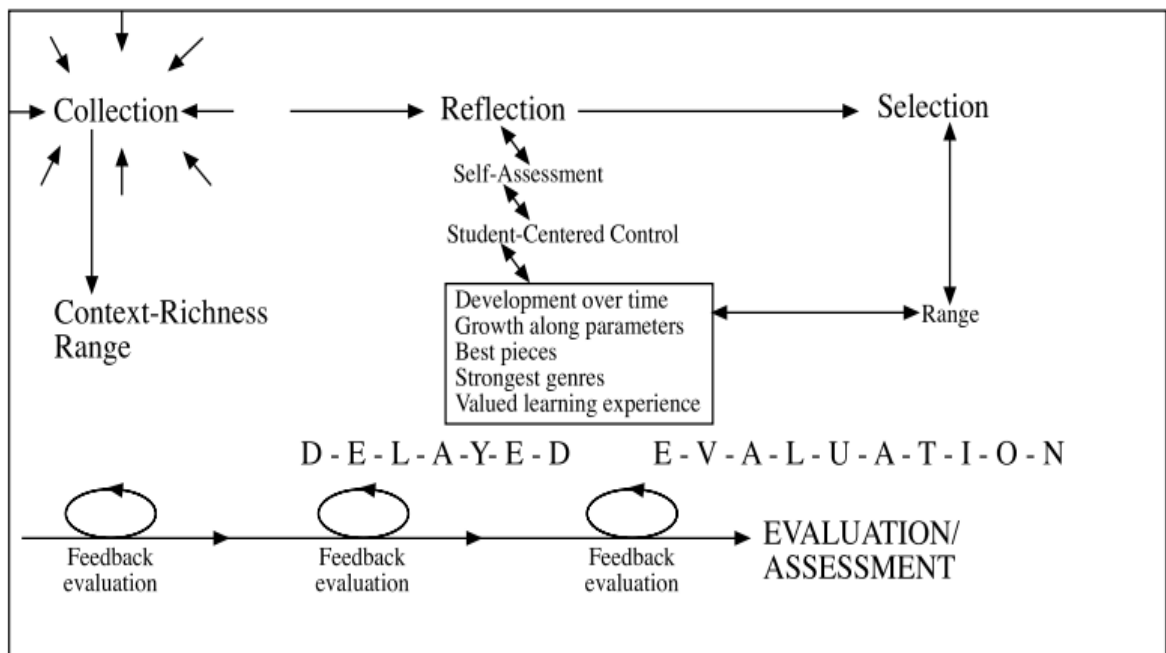 Collection
Reflection
Selection
Self-Assessment
Student-Centered Control
Context-Richness
Range
Development over time
Growth along parameters
Best pieces
Strongest genres
Valued learning experience
Range
D - E - L - A - Y - E - D E - V - A - L - U - A - T - I - O - N
Feedback
evaluation
Feedback
evaluation
Feedback
evaluation
EVALUATION/
ASSESSMENT